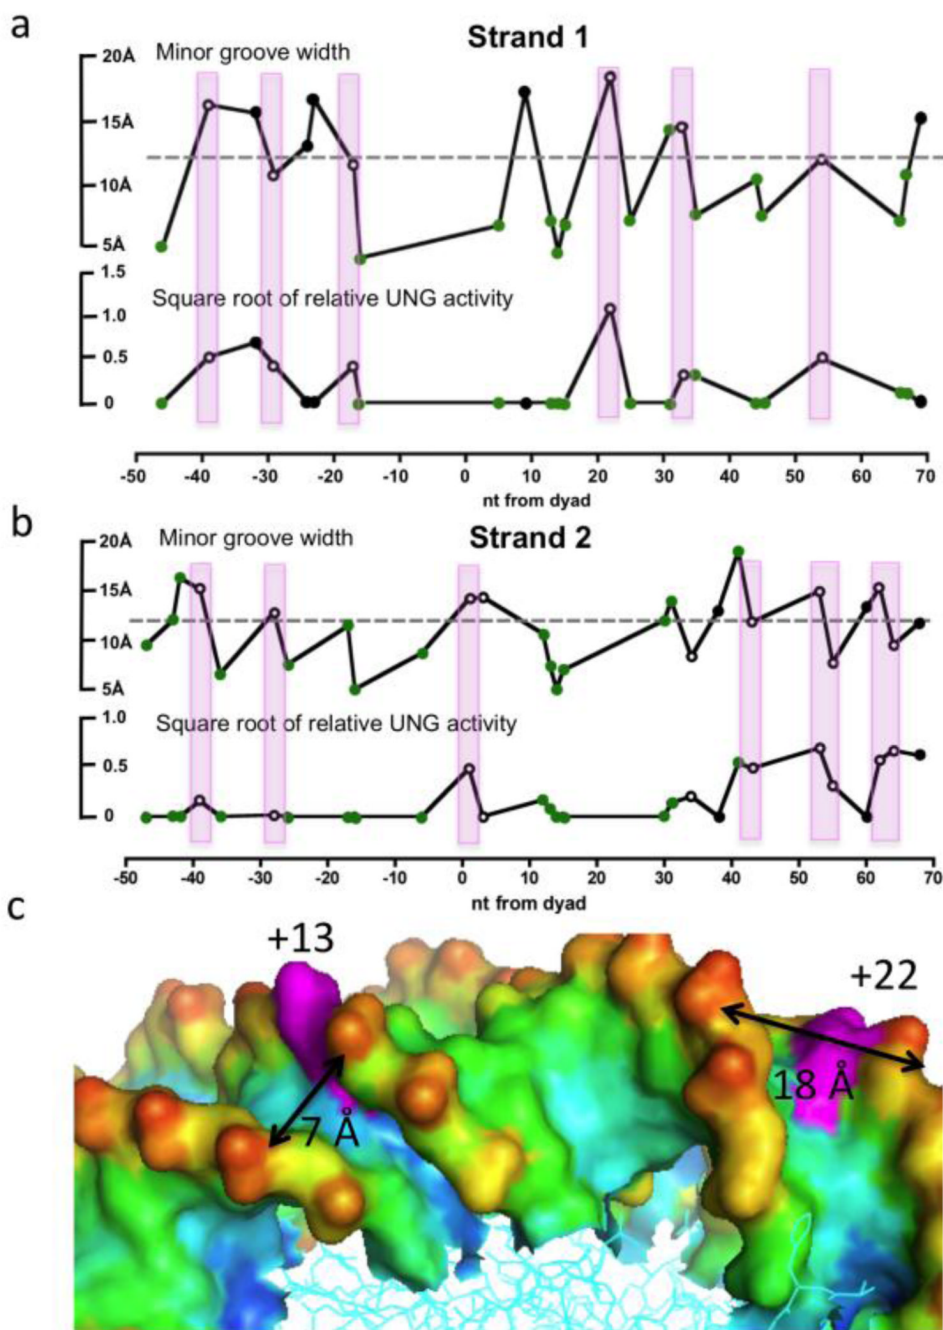 a
Strand 1
Minor groove width
20Å
15Å
10Å
5Å
1.5
Square root of relative UNG activity
1.0
0.5
0
-50 -40 -30 -20 -10 0 10 20 30 40 50 60 70
nt from dyad
b
Strand 2
Minor groove width
20Å
15Å
10Å
5Å
1.0
Square root of relative UNG activity
0.5
0
-50 -40 -30 -20 -10 0 10 20 30 40 50 60 70
nt from dyad
c
+13
+22
18 Å
7 Å